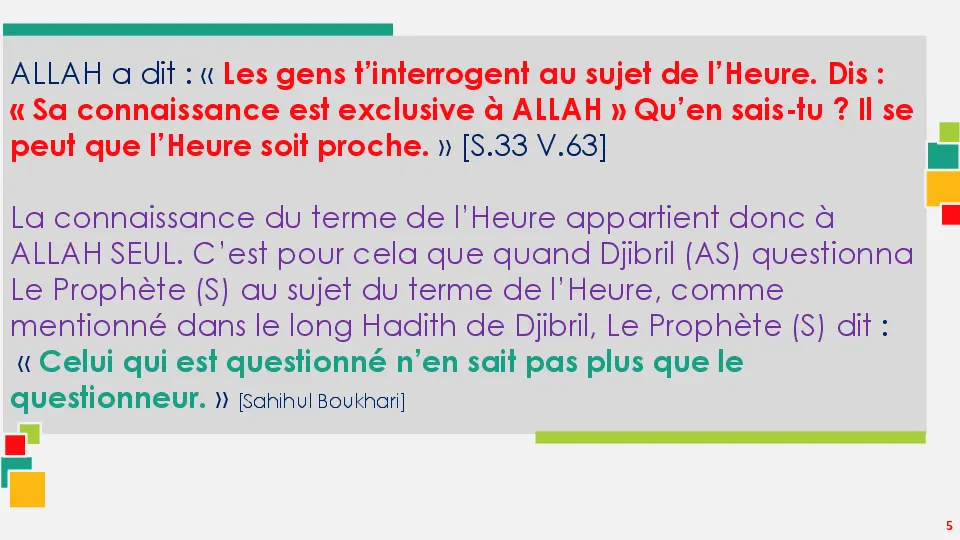 ALLAH a dit : « Les gens t’interrogent au sujet de l’Heure. Dis :
« Sa connaissance est exclusive à ALLAH » Qu’en sais-tu ? Il se
peut que l’Heure soit proche. » [S.33 V.63]
La connaissance du terme de l’Heure appartient donc à
ALLAH SEUL. C’est pour cela que quand Djibril (AS) questionna
Le Prophète (S) au sujet du terme de l’Heure, comme
mentionné dans le long Hadith de Djibril, Le Prophète (S) dit :
« Celui qui est questionné n’en sait pas plus que le
questionneur. » [Sahihul Boukhari]
5